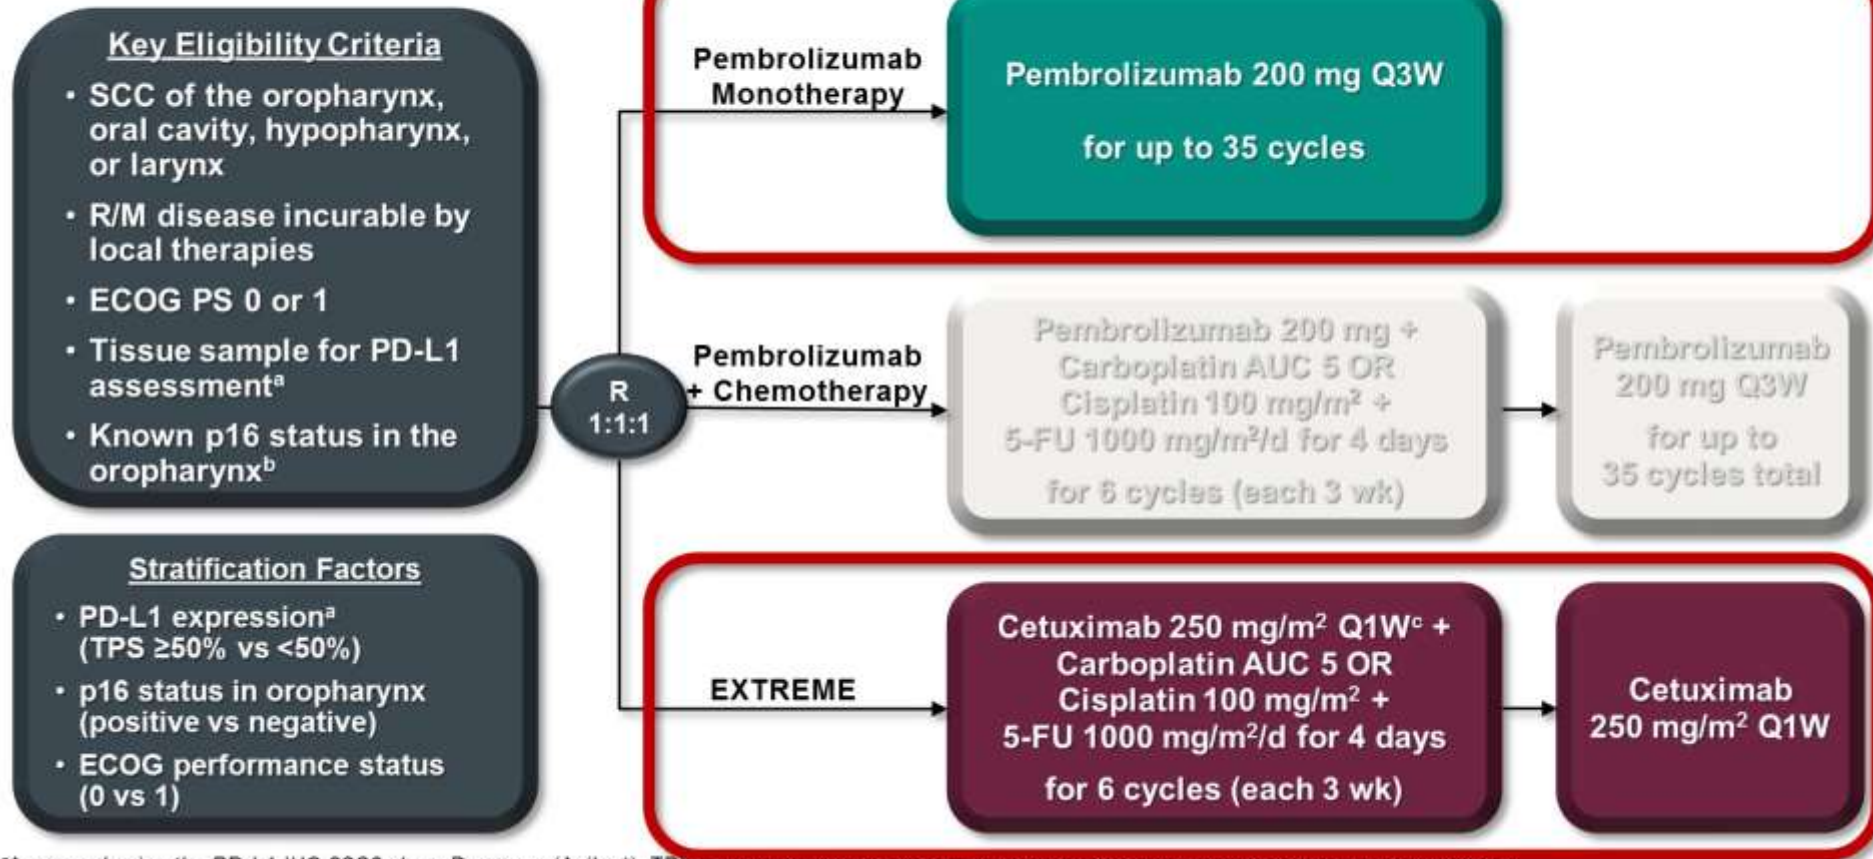 Key Eligibility Criteria
• SCC of the oropharynx,
oral cavity, hypopharynx,
or larynx
• R/M disease incurable by
local therapies
• ECOG PS 0 or 1
• Tissue sample for PD-L1
assessmentᵃ
• Known p16 status in the
oropharynxᵇ
Stratification Factors
• PD-L1 expressionᵃ
(TPS ≥50% vs <50%)
• p16 status in oropharynx
(positive vs negative)
• ECOG performance status
(0 vs 1)
R
1:1:1
Pembrolizumab
Monotherapy
Pembrolizumab 200 mg Q3W
for up to 35 cycles
Pembrolizumab
+ Chemotherapy
Pembrolizumab 200 mg +
Carboplatin AUC 5 OR
Cisplatin 100 mg/m² +
5-FU 1000 mg/m²/d for 4 days
for 6 cycles (each 3 wk)
Pembrolizumab
200 mg Q3W
for up to
35 cycles total
EXTREME
Cetuximab 250 mg/m² Q1Wᶜ +
Carboplatin AUC 5 OR
Cisplatin 100 mg/m² +
5-FU 1000 mg/m²/d for 4 days
for 6 cycles (each 3 wk)
Cetuximab
250 mg/m² Q1W